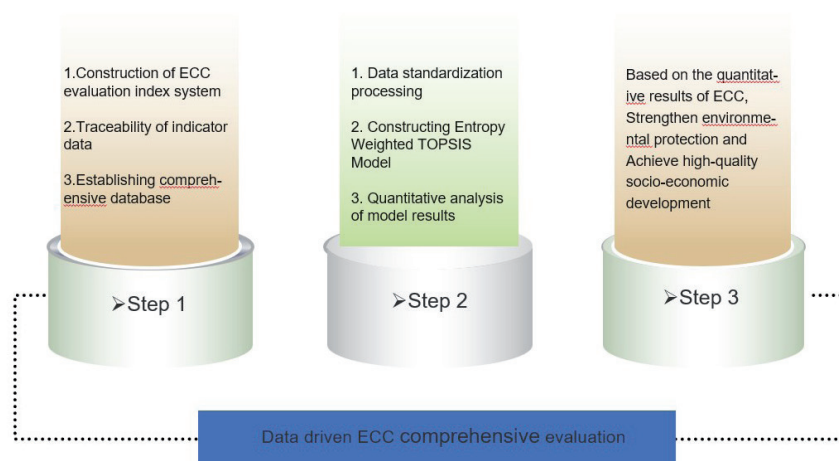 1.Construction of ECC
evaluation index system
2.Traceability of indicator
data
3.Establishing compreh-
ensive database
➢Step 1
1. Data standardization
processing
2. Constructing Entropy
Weighted TOPSIS
Model
3. Quantitative analysis
of model results
➢Step 2
Based on the quantitat-
ive results of ECC,
Strengthen environme-
ntal protection and
Achieve high-quality
socio-economic
development
➢Step 3
Data driven ECC comprehensive evaluation